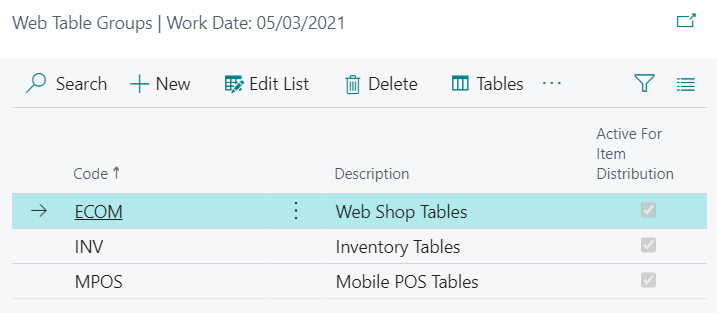 Web Table Groups | Work Date: 05/03/2021
Search New Edit List Delete Tables ...
Active For
Item
Code ↑ Description Distribution
ECOM Web Shop Tables
INV Inventory Tables
MPOS Mobile POS Tables